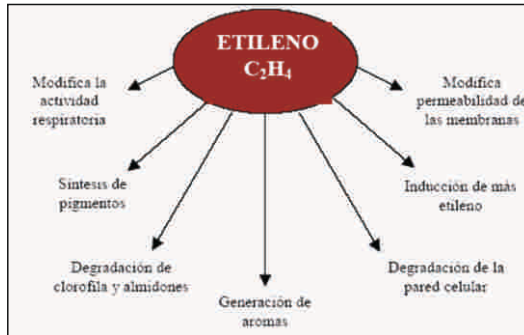 ETILENO
C₂H₄
Modifica la
actividad
respiratoria
Modifica
permeabilidad de
las membranas
Síntesis de
pigmentos
Inducción de más
etileno
Degradación de
clorofila y almidones
Generación de
aromas
Degradación de la
pared celular